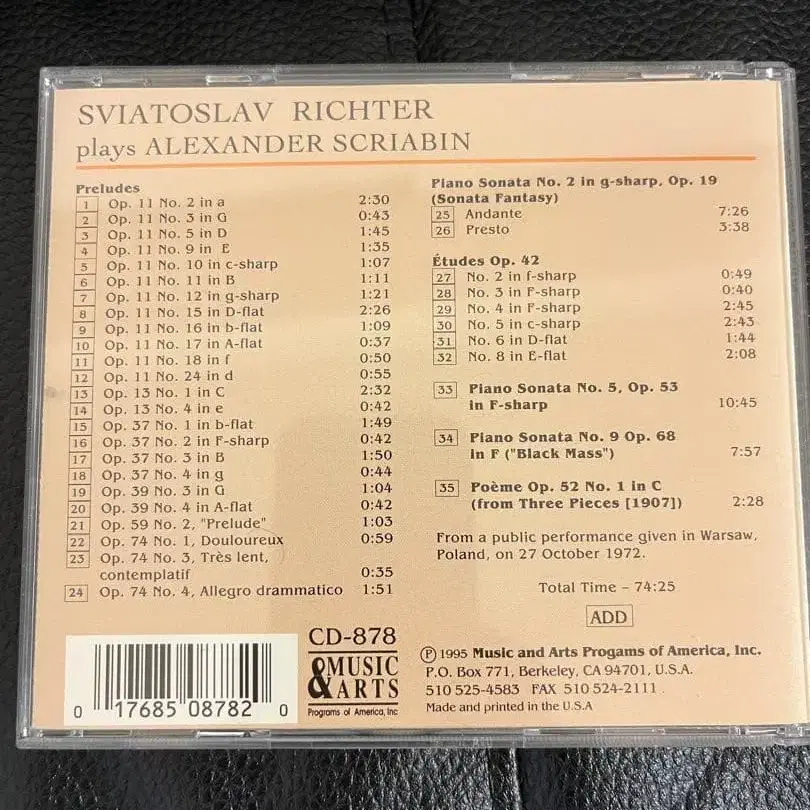 SVIATOSLAV RICHTER
plays ALEXANDER SCRIABIN
Preludes
1 Op. 11 No. 2 in a 2:30
2 Op. 11 No. 3 in G 0:43
3 Op. 11 No. 5 in D 1:45
4 Op. 11 No. 9 in E 1:35
5 Op. 11 No. 10 in c-sharp 1:07
6 Op. 11 No. 11 in B 1:11
7 Op. 11 No. 12 in g-sharp 1:21
8 Op. 11 No. 15 in D-flat 2:26
9 Op. 11 No. 16 in b-flat 1:09
10 Op. 11 No. 17 in A-flat 0:37
11 Op. 11 No. 18 in f 0:50
12 Op. 11 No. 24 in d 0:55
13 Op. 13 No. 1 in C 2:32
14 Op. 13 No. 4 in e 0:42
15 Op. 37 No. 1 in b-flat 1:49
16 Op. 37 No. 2 in F-sharp 0:42
17 Op. 37 No. 3 in B 1:50
18 Op. 37 No. 4 in g 0:44
19 Op. 39 No. 3 in G 1:04
20 Op. 39 No. 4 in A-flat 0:42
21 Op. 59 No. 2, "Prelude" 1:03
22 Op. 74 No. 1, Douloureux 0:59
23 Op. 74 No. 3, Très lent,
contemplatif 0:35
24 Op. 74 No. 4, Allegro drammatico 1:51
Piano Sonata No. 2 in g-sharp, Op. 19
(Sonata Fantasy)
25 Andante 7:26
26 Presto 3:38
Études Op. 42
27 No. 2 in f-sharp 0:49
28 No. 3 in F-sharp 0:40
29 No. 4 in F-sharp 2:45
30 No. 5 in c-sharp 2:43
31 No. 6 in D-flat 1:44
32 No. 8 in E-flat 2:08
33 Piano Sonata No. 5, Op. 53
in F-sharp 10:45
34 Piano Sonata No. 9 Op. 68
in F ("Black Mass") 7:57
35 Poème Op. 52 No. 1 in C
(from Three Pieces [1907]) 2:28
From a public performance given in Warsaw,
Poland, on 27 October 1972.
Total Time – 74:25
ADD
0 17685 08782 0
CD-878
MUSIC
& ARTS
Programs of America, Inc
Ⓟ 1995 Music and Arts Progams of America, Inc.
P.O. Box 771, Berkeley, CA 94701, U.S.A.
510 525-4583 FAX 510 524-2111
Made and printed in the U.S.A